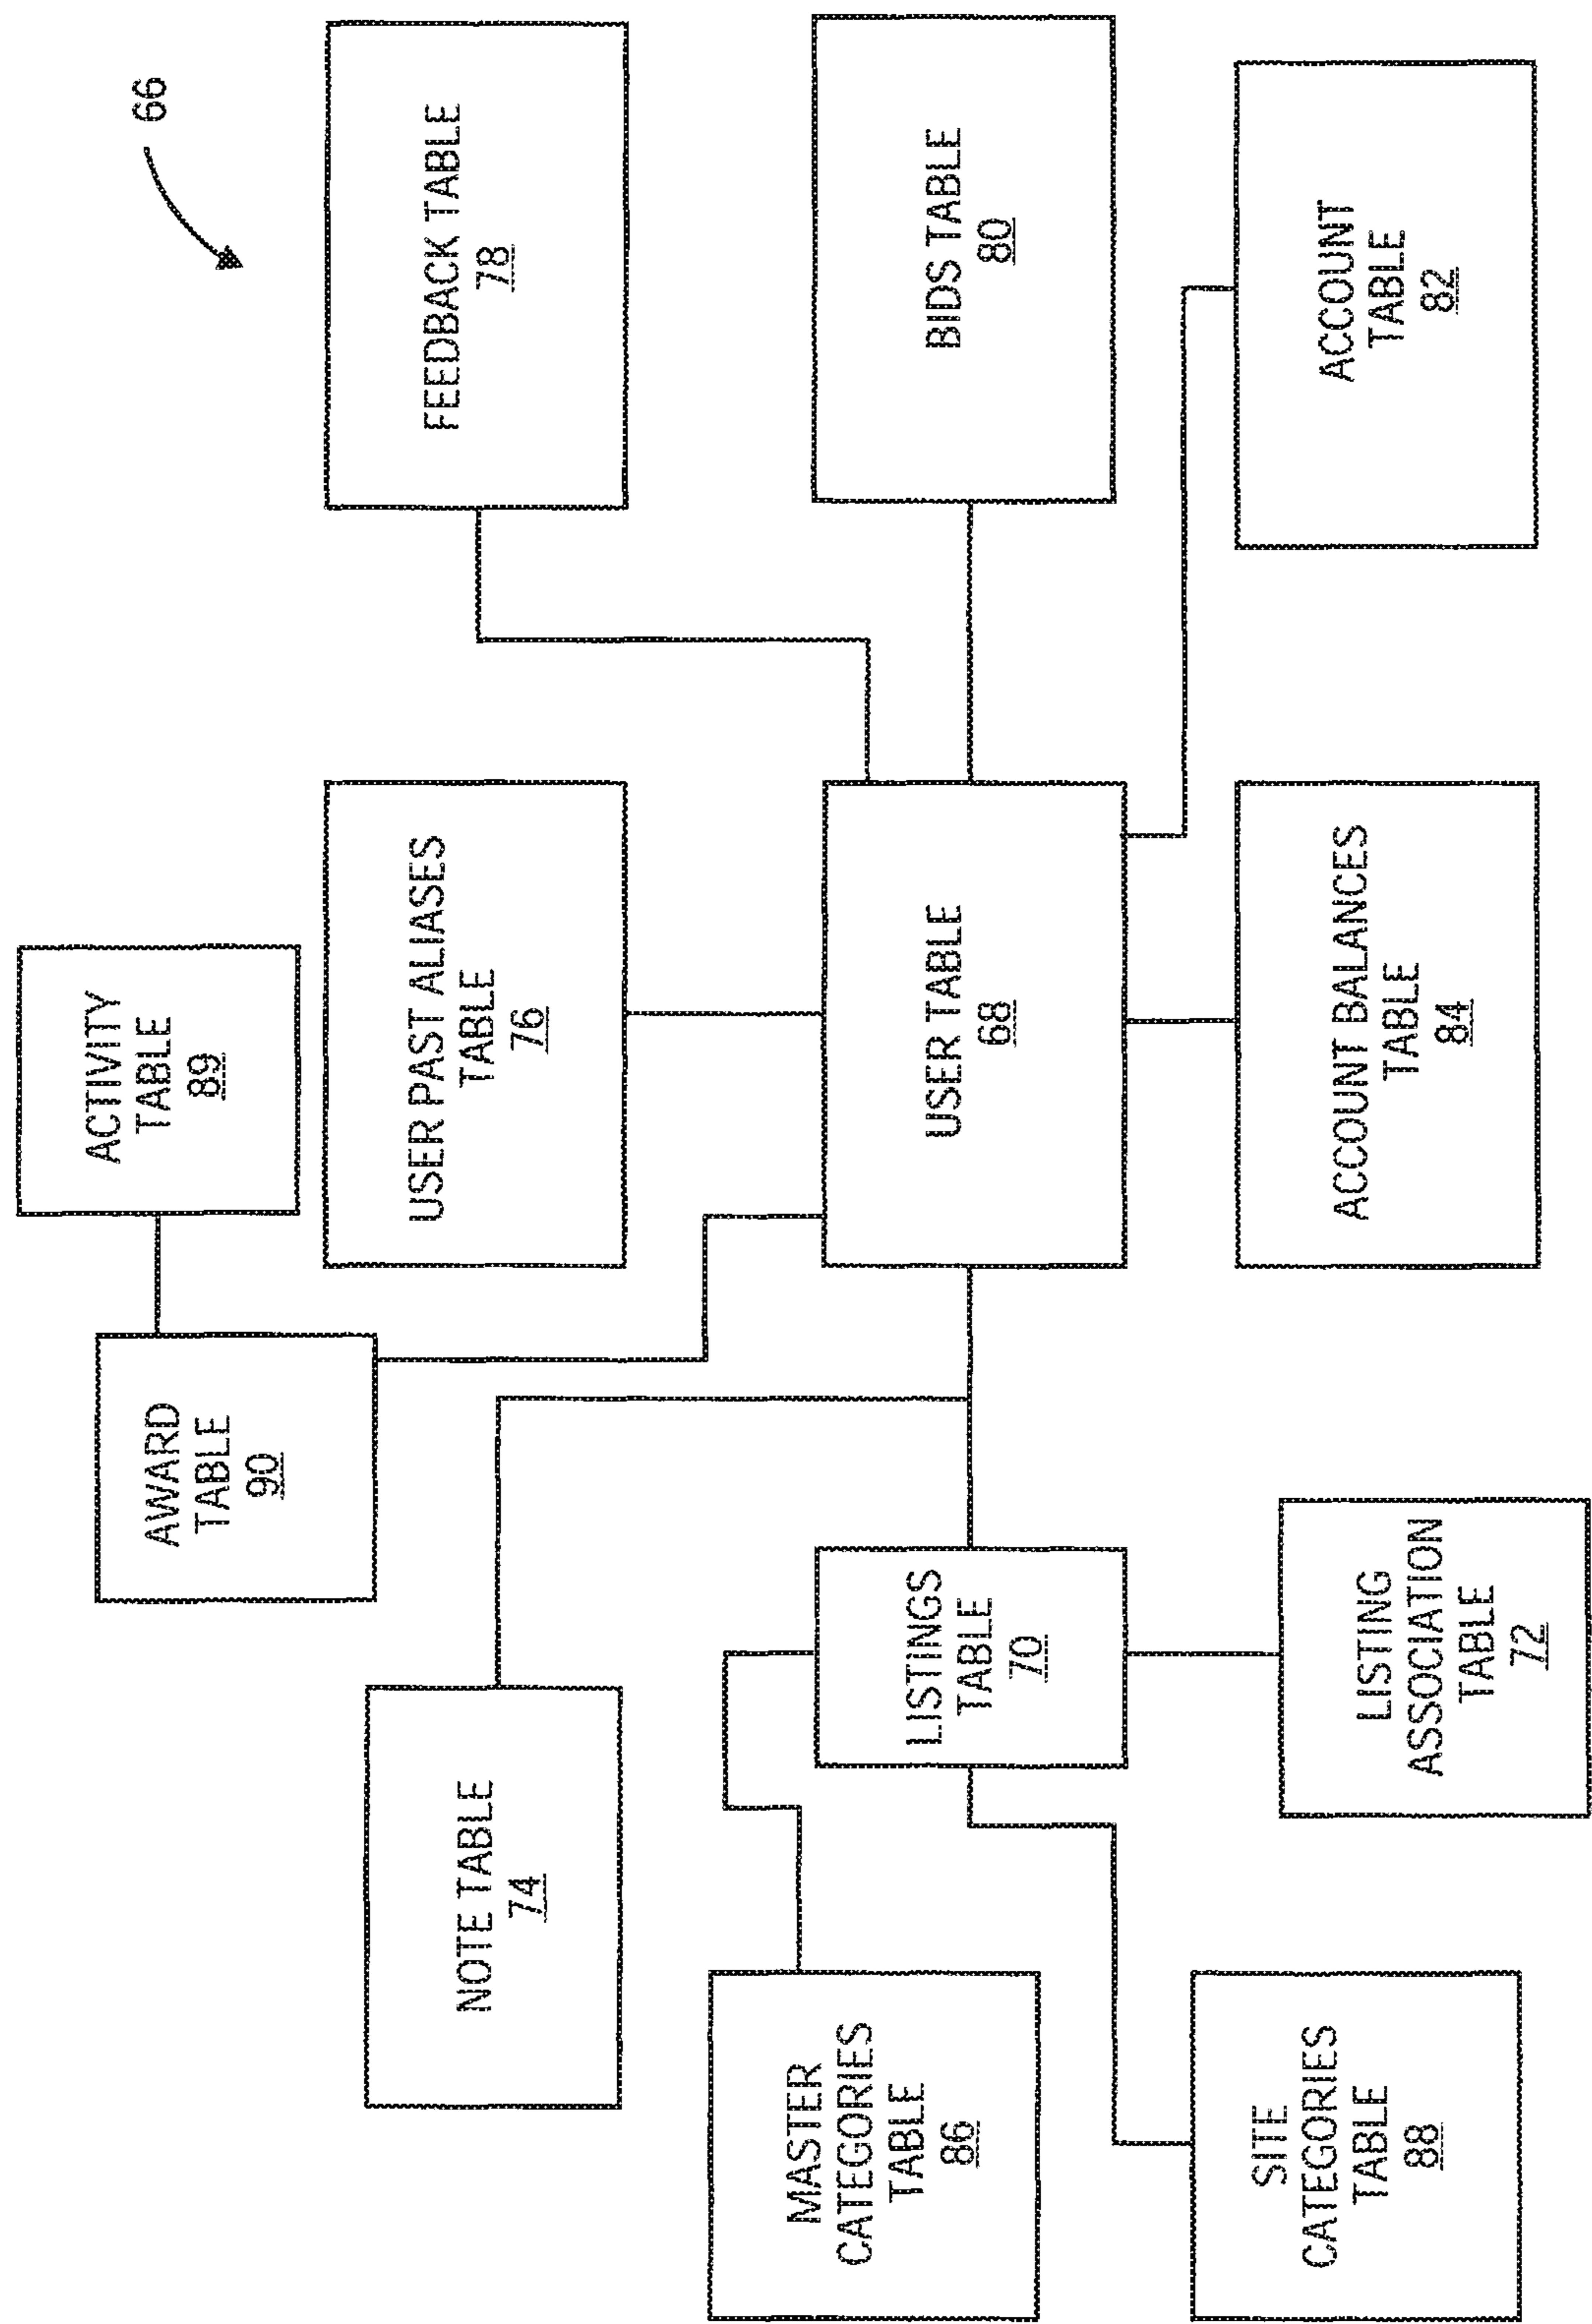 AWARD
TABLE
90
ACTIVITY
TABLE
89
66
NOTE TABLE
74
USER PAST ALIASES
TABLE
76
FEEDBACK TABLE
78
MASTER
CATEGORIES
TABLE
86
LISTINGS
TABLE
70
USER TABLE
68
BIDS TABLE
80
SITE
CATEGORIES
TABLE
88
LISTING
ASSOCIATION
TABLE
72
ACCOUNT BALANCES
TABLE
84
ACCOUNT
TABLE
82